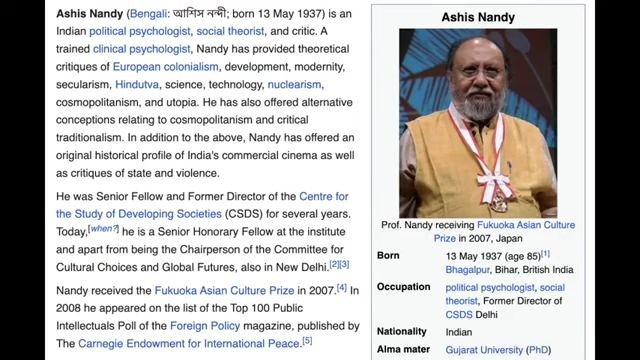 Ashis Nandy (Bengali: আশিস নন্দী; born 13 May 1937) is an
Indian political psychologist, social theorist, and critic. A
trained clinical psychologist, Nandy has provided theoretical
critiques of European colonialism, development, modernity,
secularism, Hindutva, science, technology, nuclearism,
cosmopolitanism, and utopia. He has also offered alternative
conceptions relating to cosmopolitanism and critical
traditionalism. In addition to the above, Nandy has offered an
original historical profile of India's commercial cinema as well
as critiques of state and violence.
He was Senior Fellow and Former Director of the Centre for
the Study of Developing Societies (CSDS) for several years.
Today,[when?] he is a Senior Honorary Fellow at the institute
and apart from being the Chairperson of the Committee for
Cultural Choices and Global Futures, also in New Delhi.[2][3]
Nandy received the Fukuoka Asian Culture Prize in 2007.[4] In
2008 he appeared on the list of the Top 100 Public
Intellectuals Poll of the Foreign Policy magazine, published by
The Carnegie Endowment for International Peace.[5]
Ashis Nandy
Prof. Nandy receiving Fukuoka Asian Culture
Prize in 2007, Japan
Born 13 May 1937 (age 85)[1]
Bhagalpur, Bihar, British India
Occupation political psychologist, social
theorist, Former Director of
CSDS Delhi
Nationality Indian
Alma mater Gujarat University (PhD)